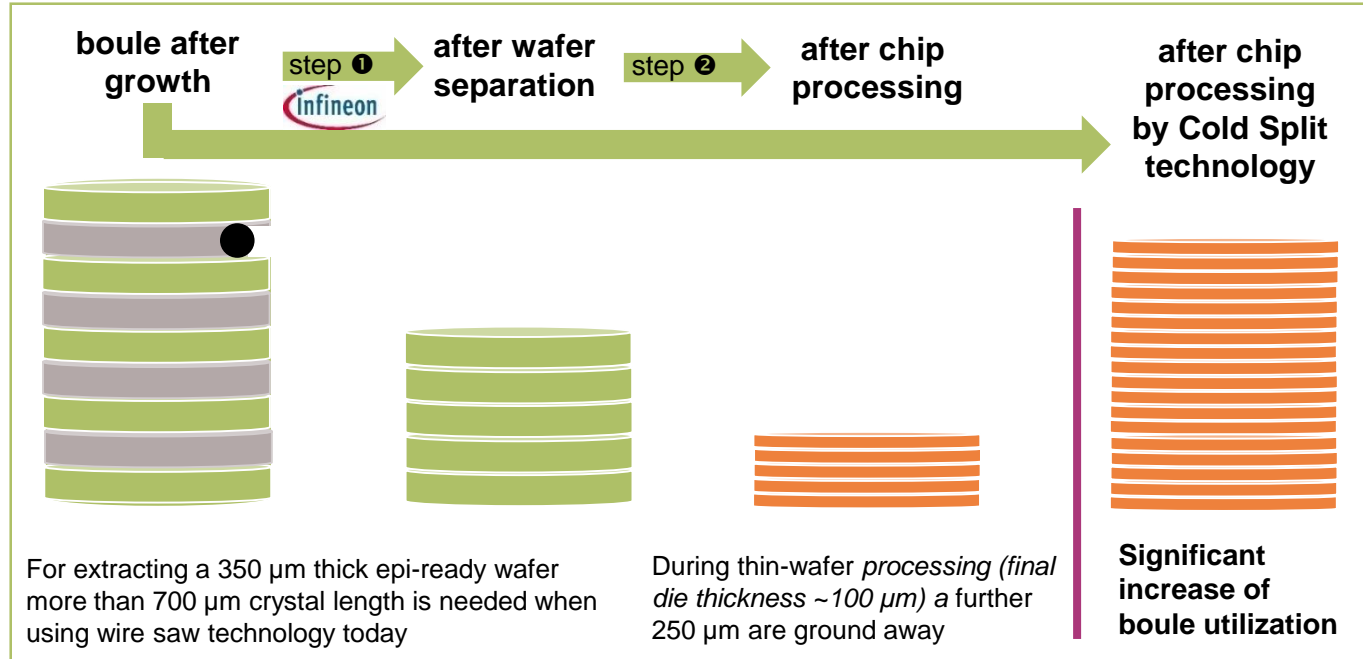 boule after
growth
step ❶
infineon
after wafer
separation
step ❷
after chip
processing
after chip
processing
by Cold Split
technology
For extracting a 350 µm thick epi-ready wafer
more than 700 µm crystal length is needed when
using wire saw technology today
During thin-wafer processing (final
die thickness ~100 µm) a further
250 µm are ground away
Significant
increase of
boule utilization